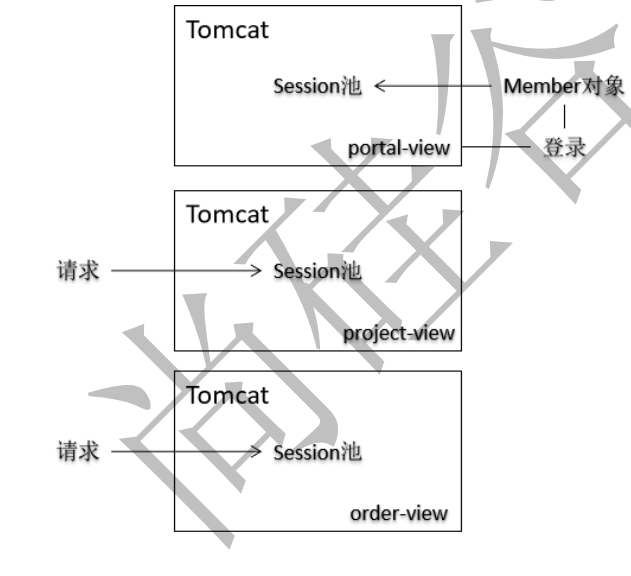 Tomcat
Session池
Member对象
portal-view
登录
Tomcat
请求
Session池
project-view
Tomcat
请求
Session池
order-view
尚硅谷